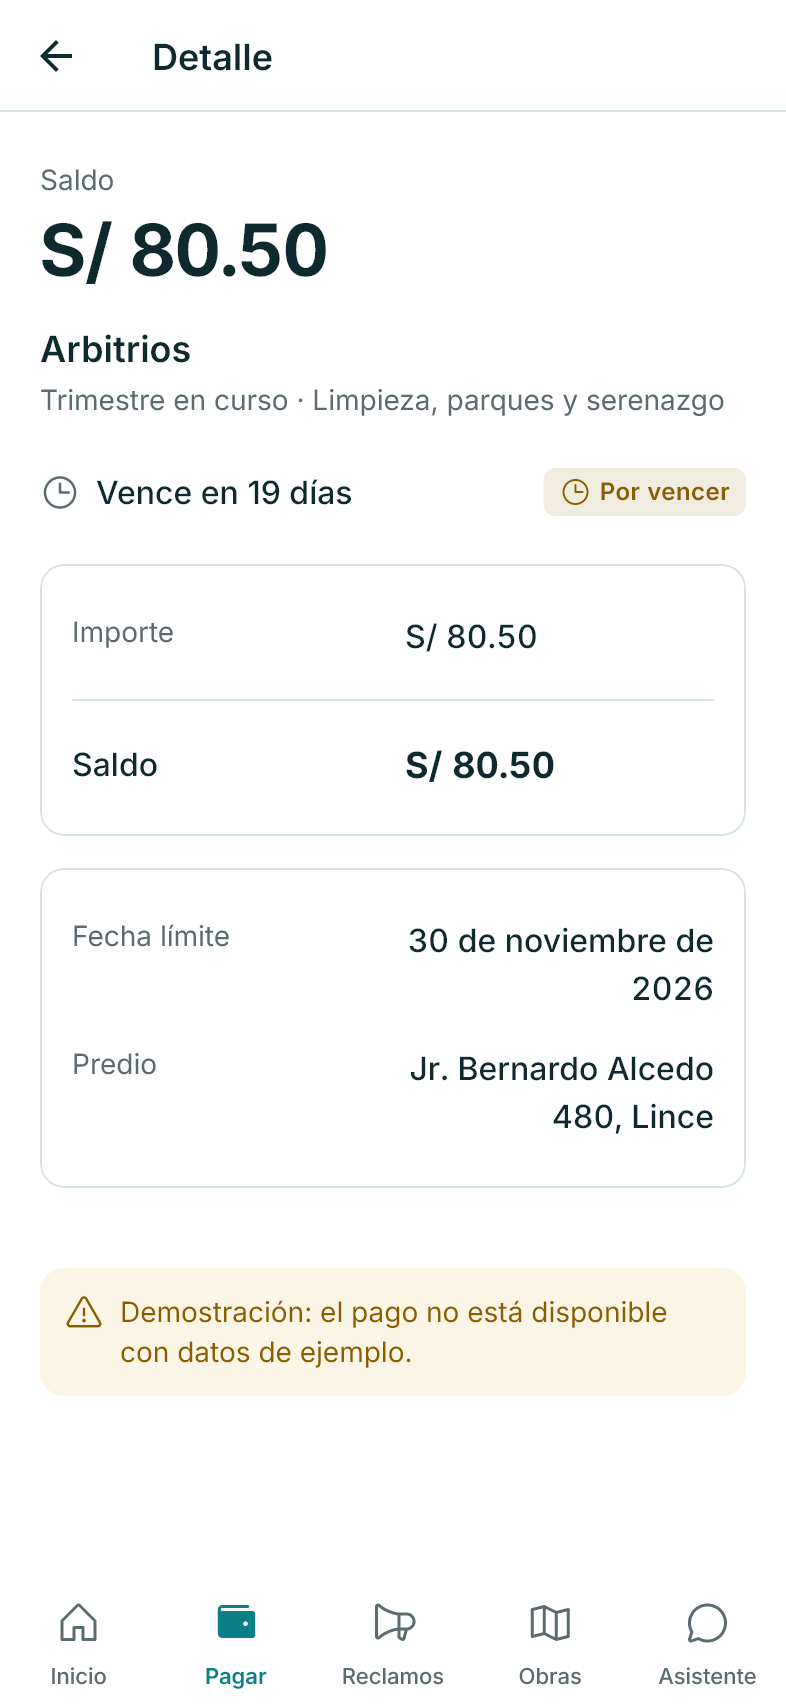 Detalle
Saldo
S/ 80.50
Arbitrios
Trimestre en curso · Limpieza, parques y serenazgo
Vence en 19 días
Por vencer
Importe
S/ 80.50
Saldo
S/ 80.50
Fecha límite
30 de noviembre de
2026
Predio
Jr. Bernardo Alcedo
480, Lince
Demostración: el pago no está disponible
con datos de ejemplo.
Inicio
Pagar
Reclamos
Obras
Asistente